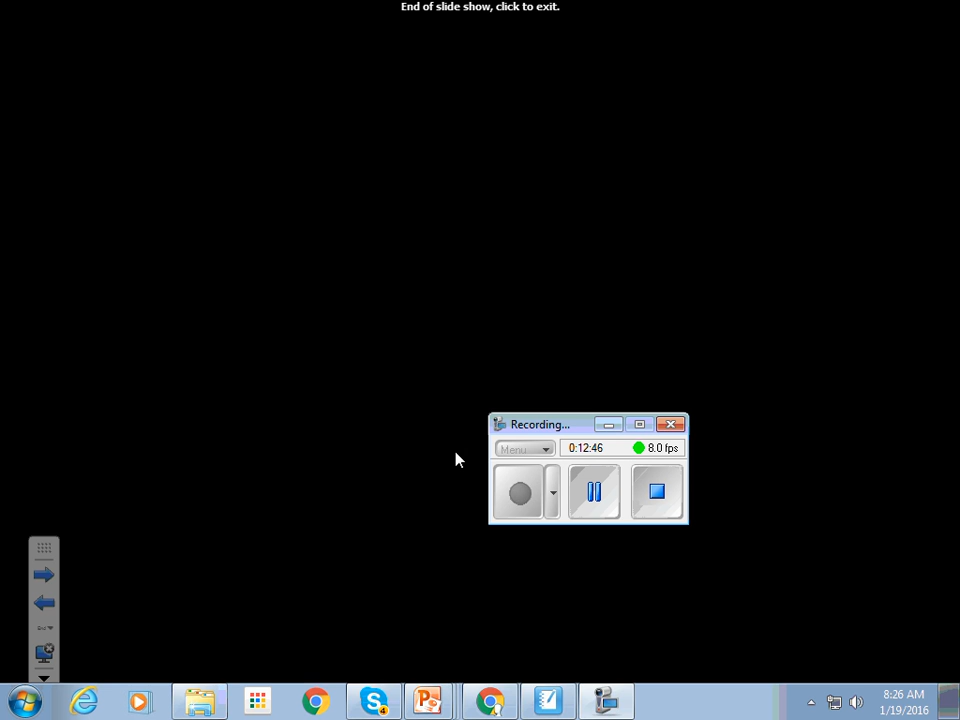 End of slide show, click to exit.
Recording...
Menu
0:12:46
8.0 fps
4
8:26 AM
1/19/2016